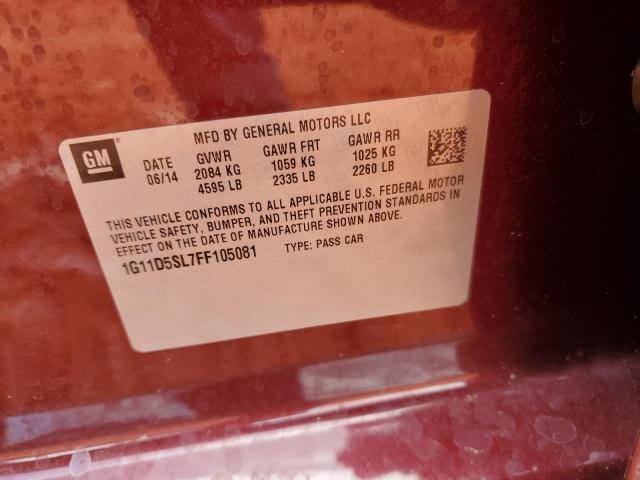 MFD BY GENERAL MOTORS LLC
GM DATE GVWR GAWR FRT GAWR RR
06/14 2084 KG 1059 KG 1025 KG
4595 LB 2335 LB 2260 LB
THIS VEHICLE CONFORMS TO ALL APPLICABLE U.S. FEDERAL MOTOR
VEHICLE SAFETY, BUMPER, AND THEFT PREVENTION STANDARDS IN
EFFECT ON THE DATE OF MANUFACTURE SHOWN ABOVE.
1G11D5SL7FF105081 TYPE: PASS CAR